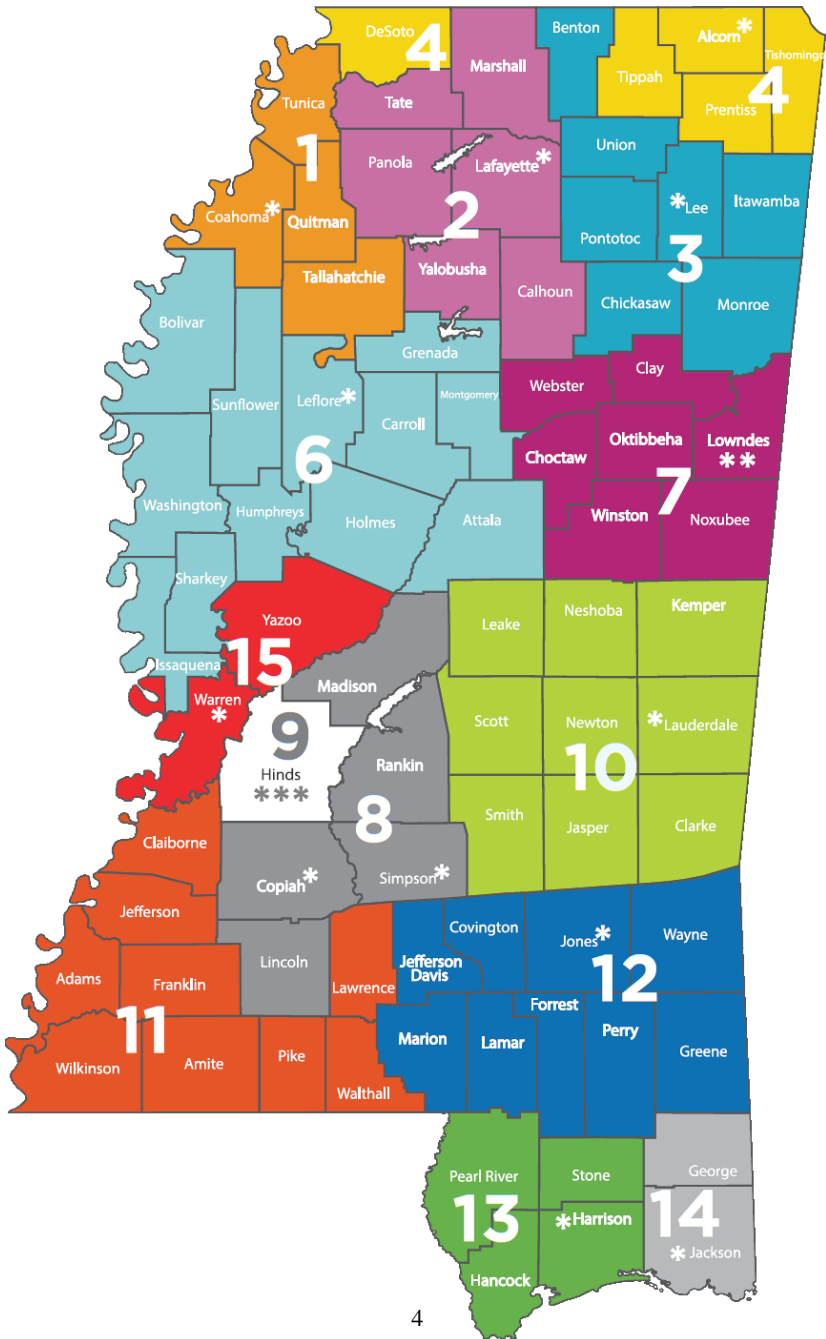 DeSoto
4
Benton
Alcorn *
Tishomingo
Marshall
Tippah
4
Tunica
Tate
Prentiss
1
Panola
Lafayette *
Union
Coahoma *
Quitman
2
* Lee
Itawamba
Pontotoc
3
Tallahatchie
Yalobusha
Calhoun
Chickasaw
Monroe
Bolivar
Grenada
Clay
Webster
Sunflower
Leflore *
Montgomery
Carroll
6
Choctaw
Oktibbeha
Lowndes
* *
7
Washington
Humphreys
Holmes
Attala
Winston
Noxubee
Sharkey
Yazoo
Leake
Neshoba
Kemper
15
Issaquena
Madison
Warren
*
9
Hinds
* * *
Scott
Newton
* Lauderdale
10
Rankin
8
Smith
Jasper
Clarke
Claiborne
Copiah *
Simpson *
Jefferson
Covington
Jones *
Wayne
Lincoln
Jefferson
Davis
12
Adams
Franklin
Lawrence
11
Forrest
Marion
Lamar
Perry
Greene
Wilkinson
Amite
Pike
Walthall
Pearl River
Stone
George
13
* Harrison
14
* Jackson
Hancock
4